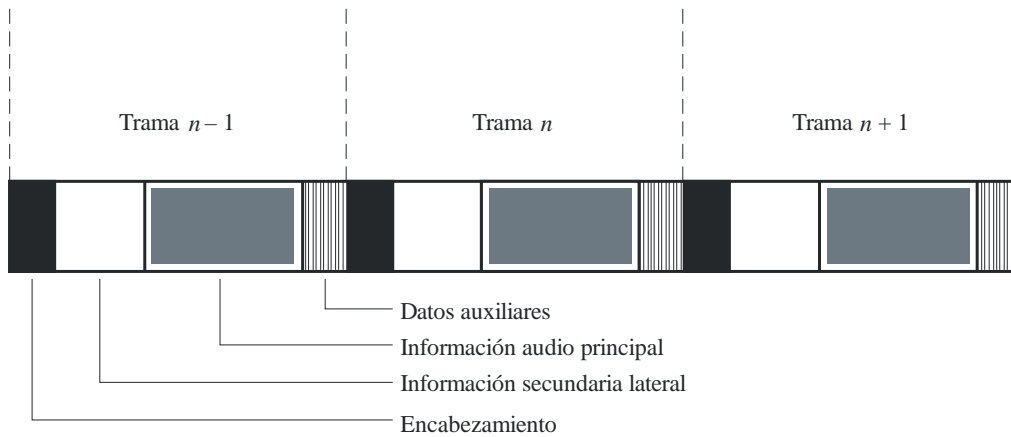 Trama n – 1
Trama n
Trama n + 1
Datos auxiliares
Información audio principal
Información secundaria lateral
Encabezamiento